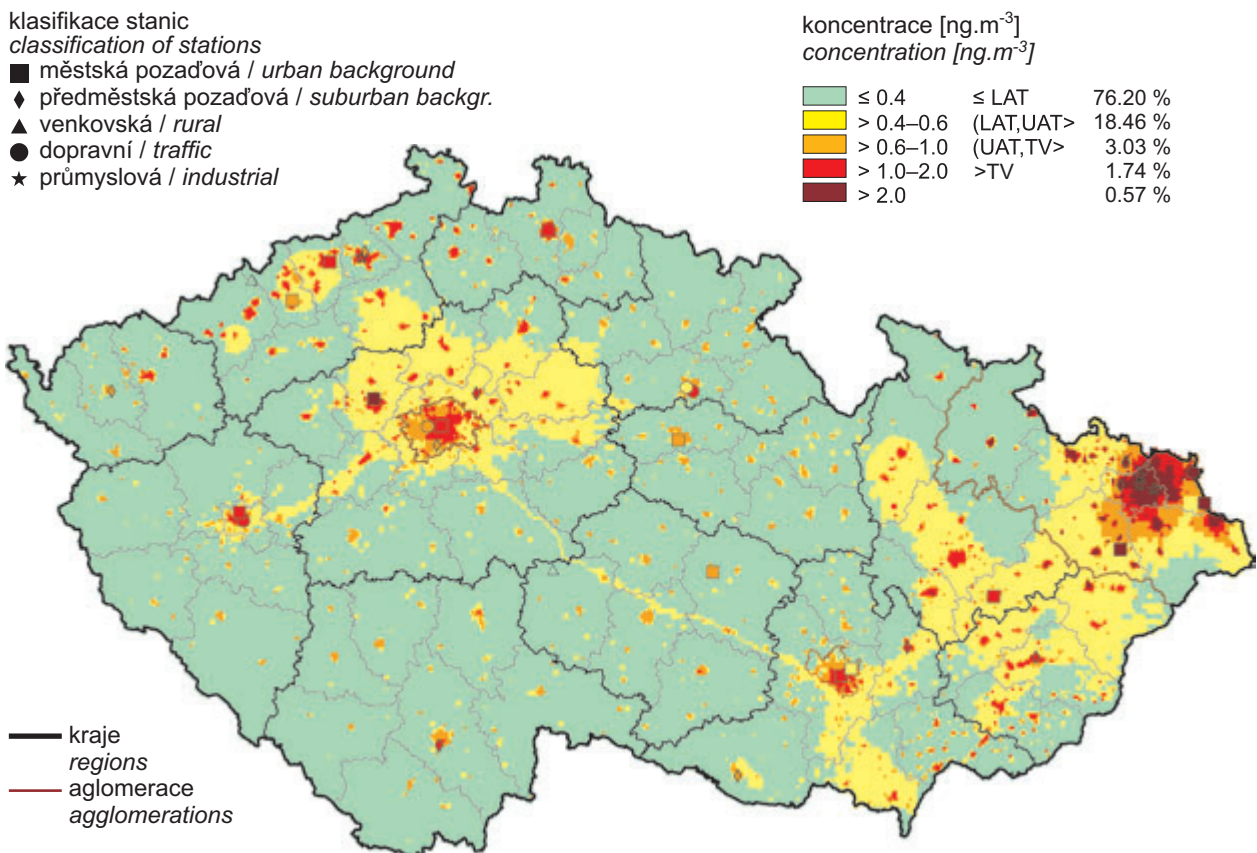 klasifikace stanic
classification of stations
městská pozaďová / urban background
předměstská pozaďová / suburban backgr.
venkovská / rural
dopravní / traffic
průmyslová / industrial
koncentrace [ng.m⁻³]
concentration [ng.m⁻³]
≤ 0.4 ≤ LAT 76.20 %
> 0.4–0.6 (LAT,UAT> 18.46 %
> 0.6–1.0 (UAT,TV> 3.03 %
> 1.0–2.0 >TV 1.74 %
> 2.0 0.57 %
kraje
regions
aglomerace
agglomerations